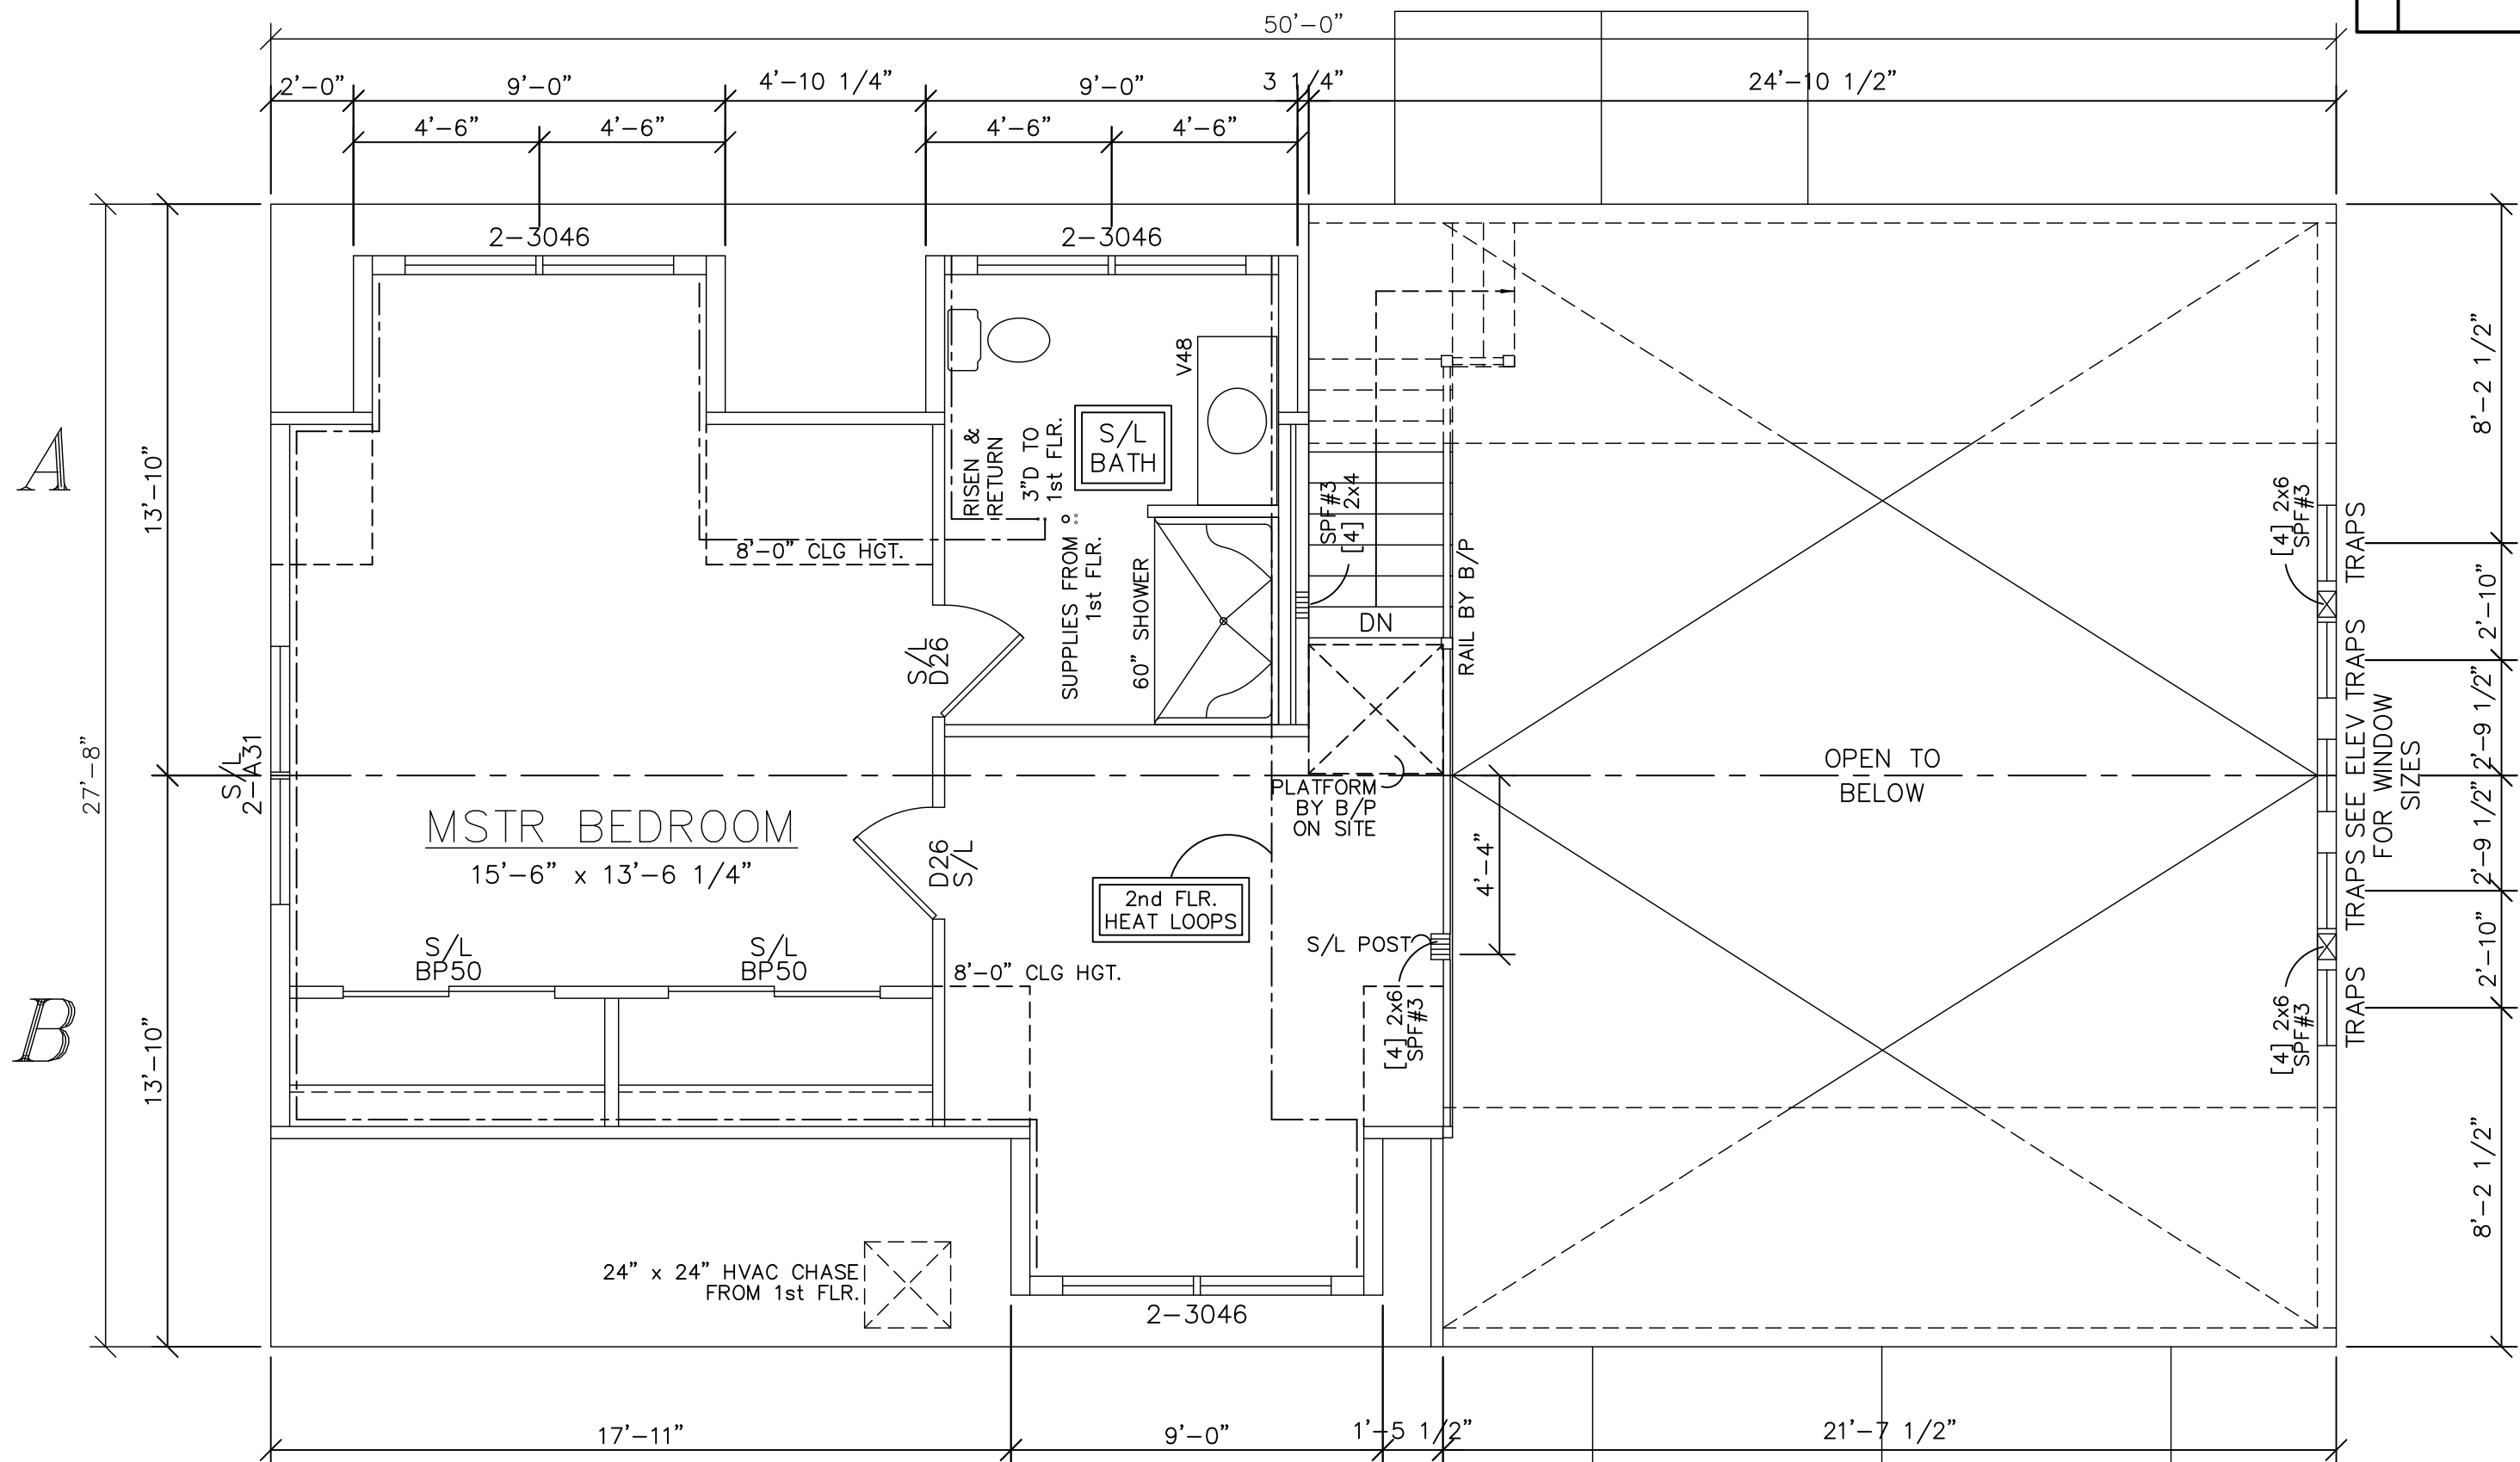 50'-0"
2'-0"
9'-0"
4'-10 1/4"
9'-0"
3 1/4"
24'-10 1/2"
4'-6"
4'-6"
4'-6"
4'-6"
2-3046
2-3046
A
B
27'-8"
13'-10"
13'-10"
V48
S/L
BATH
RISEN &
RETURN
3"D TO
1st FLR.
8'-0" CLG HGT.
SUPPLIES FROM
1st FLR.
60" SHOWER
SPF#3
[4] 2x4
DN
RAIL BY B/P
S/L
D26
S/L
2-A31
MSTR BEDROOM
15'-6" x 13'-6 1/4"
D26
S/L
PLATFORM
BY B/P
ON SITE
2nd FLR.
HEAT LOOPS
4'-4"
S/L POST
[4] 2x6
SPF#3
OPEN TO
BELOW
S/L
BP50
S/L
BP50
8'-0" CLG HGT.
24" x 24" HVAC CHASE
FROM 1st FLR.
2-3046
[4] 2x6
SPF#3
[4] 2x6
SPF#3
TRAPS
TRAPS
TRAPS SEE ELEV
FOR WINDOW
SIZES
TRAPS
8'-2 1/2"
2'-10"
2'-9 1/2"
2'-9 1/2"
2'-10"
8'-2 1/2"
17'-11"
9'-0"
1'-5 1/2"
21'-7 1/2"